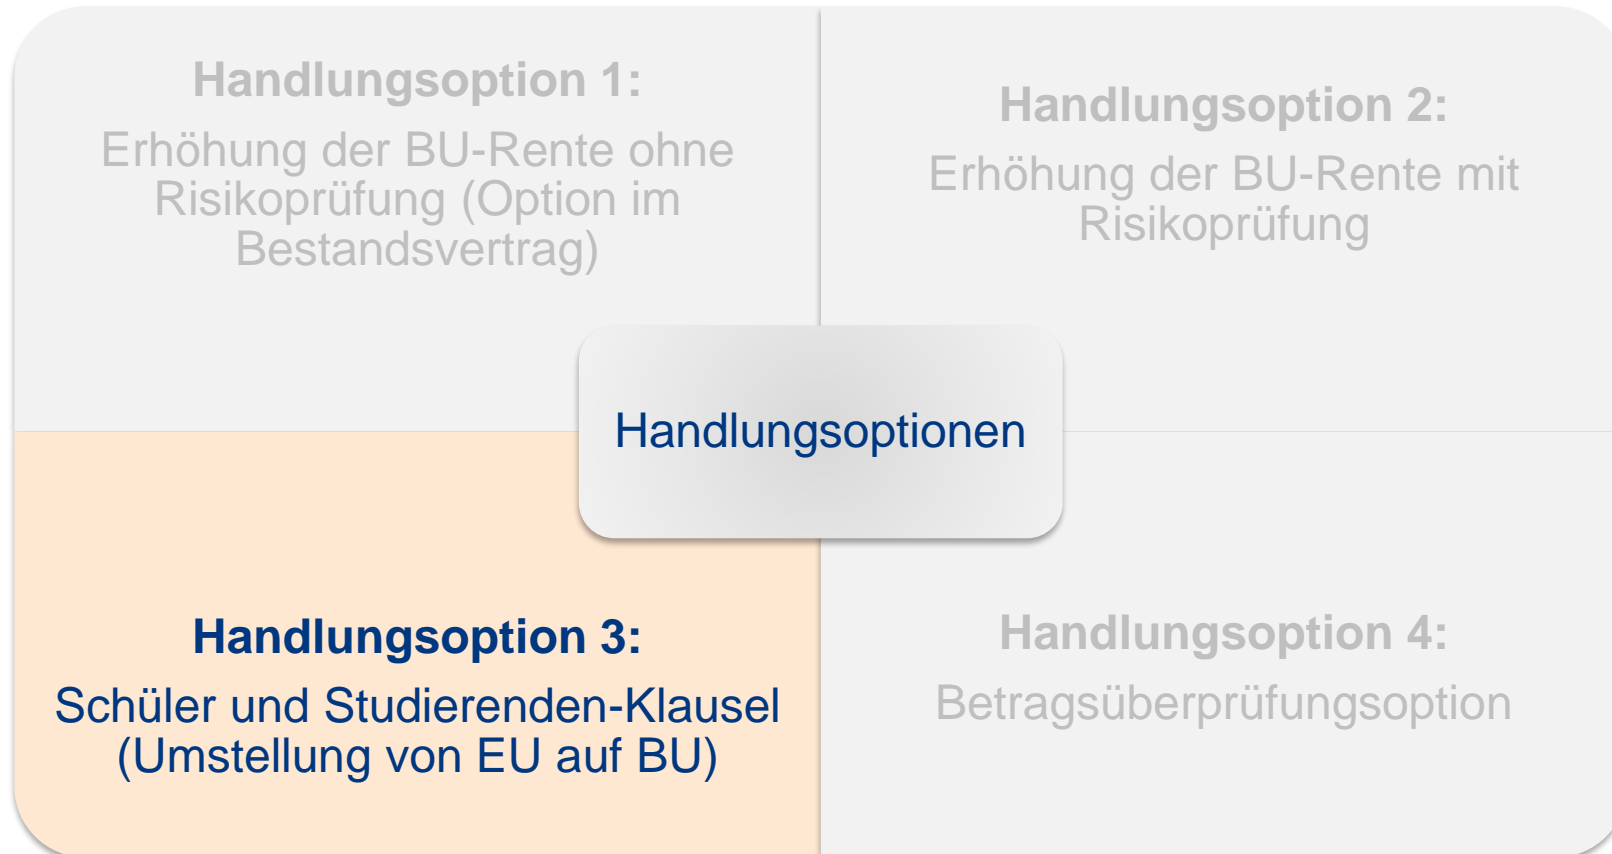 Handlungsoption 1:
Erhöhung der BU-Rente ohne
Risikoprüfung (Option im
Bestandsvertrag)
Handlungsoption 2:
Erhöhung der BU-Rente mit
Risikoprüfung
Handlungsoptionen
Handlungsoption 3:
Schüler und Studierenden-Klausel
(Umstellung von EU auf BU)
Handlungsoption 4:
Betragsüberprüfungsoption